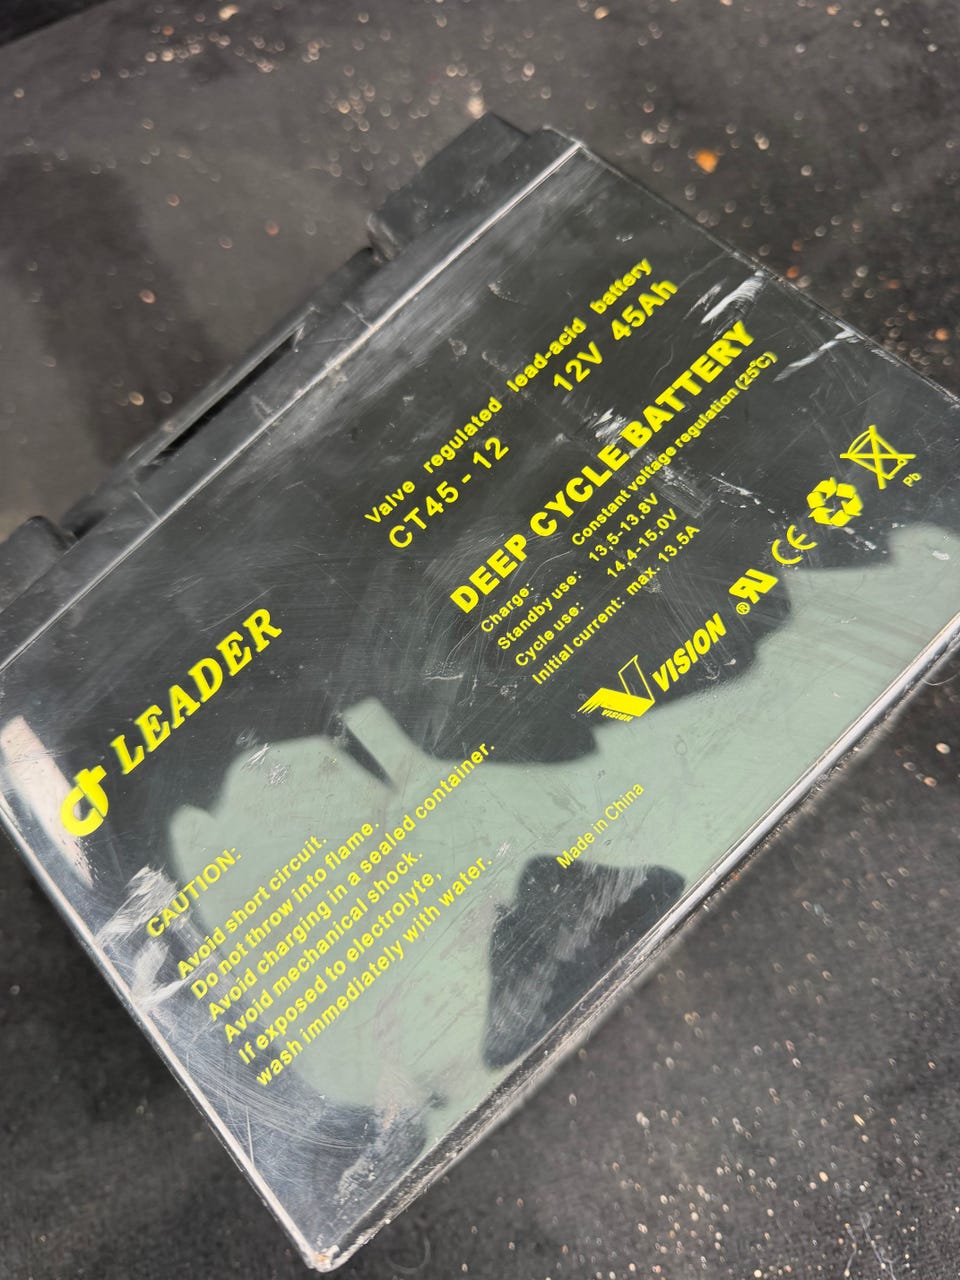 Valve regulated lead-acid battery
CT45-12 12V 45Ah
DEEP CYCLE BATTERY
Charge: Constant voltage regulation (25℃)
Standby use: 13,5-13.8V
Cycle use: 14.4-15,0V
Initial current: max. 13.5A
VISION
VISION
®
CE
Pb
ct LEADER
CAUTION:
Avoid short circuit.
Do not throw into flame.
Avoid charging in a sealed container.
Avoid mechanical shock.
If exposed to electrolyte,
wash immediately with water.
Made in China